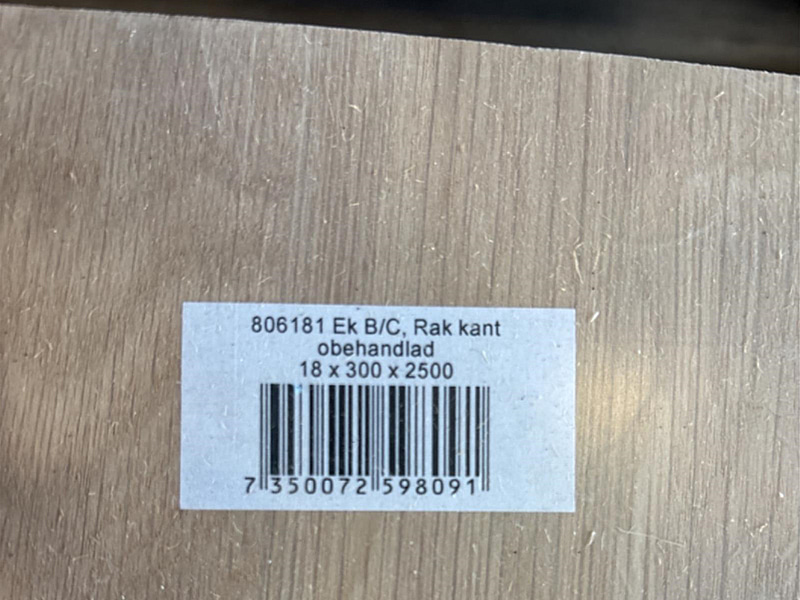 806181 Ek B/C, Rak kant
obehandlad
18 x 300 x 2500
7 350072 598091